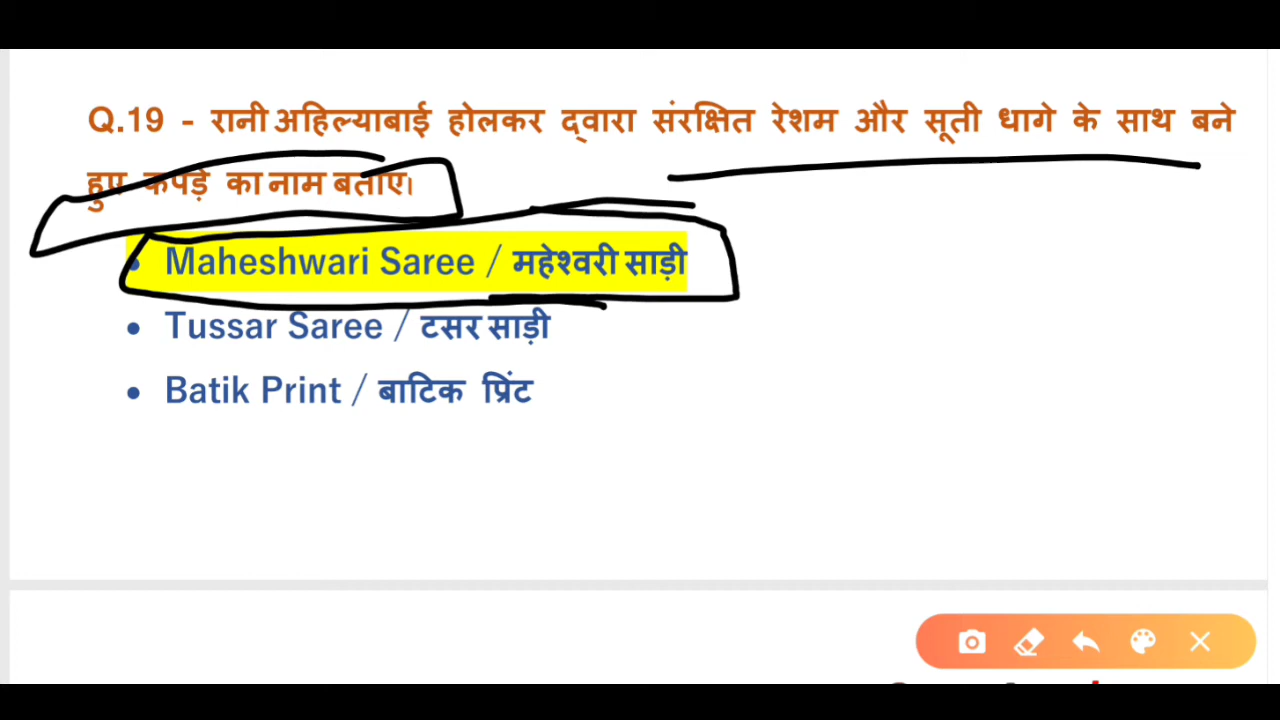 Q.19 - रानी अहिल्याबाई होलकर द्वारा संरक्षित रेशम और सूती धागे के साथ बने
हुए कपड़े का नाम बताए।
• Maheshwari Saree / महेश्वरी साड़ी
• Tussar Saree / टसर साड़ी
• Batik Print / बाटिक प्रिंट